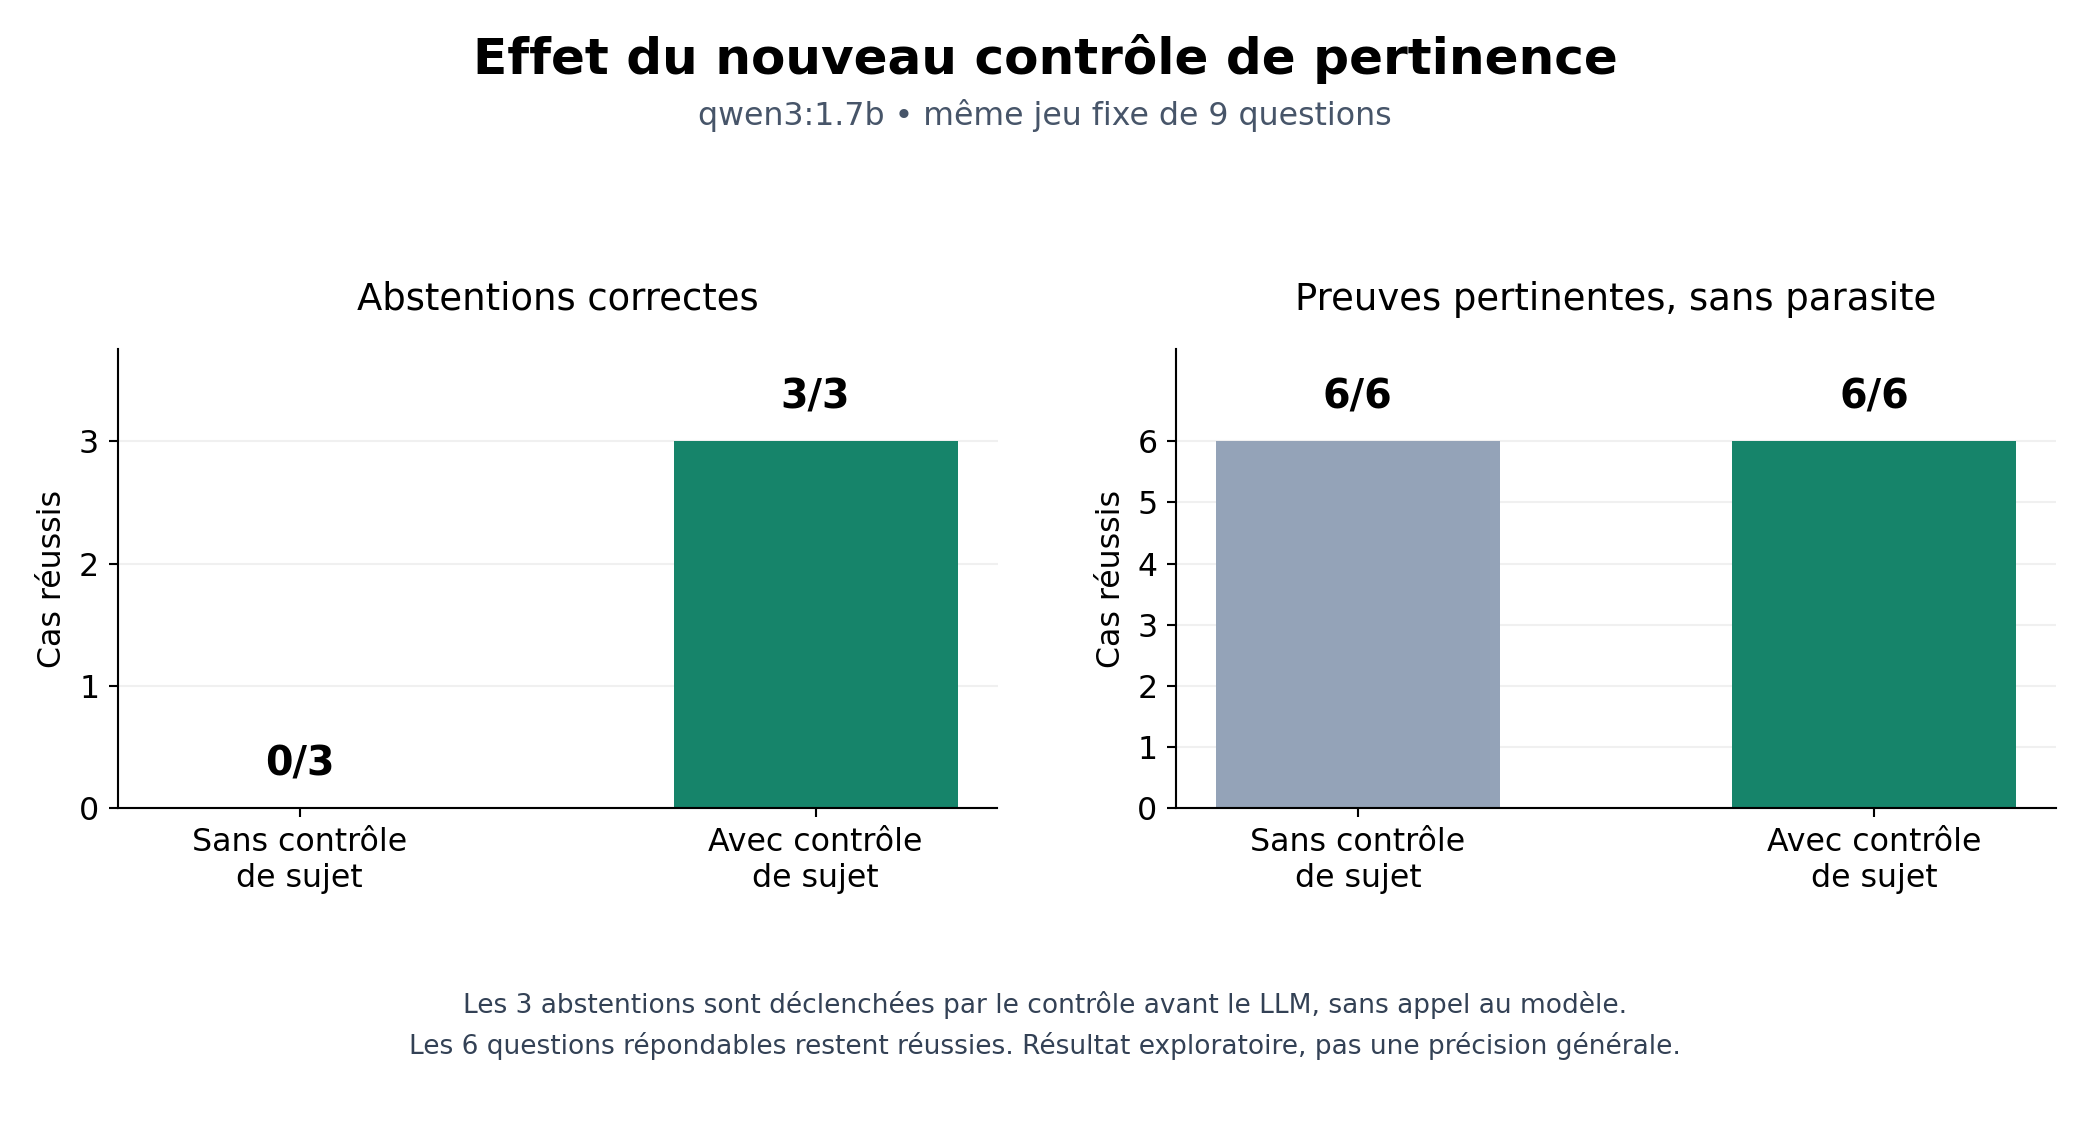 Effet du nouveau contrôle de pertinence
qwen3:1.7b • même jeu fixe de 9 questions
Abstentions correctes
Cas réussis
3
2
1
0
0/3
3/3
Sans contrôle
de sujet
Avec contrôle
de sujet
Preuves pertinentes, sans parasite
Cas réussis
6
5
4
3
2
1
0
6/6
6/6
Sans contrôle
de sujet
Avec contrôle
de sujet
Les 3 abstentions sont déclenchées par le contrôle avant le LLM, sans appel au modèle.
Les 6 questions répondables restent réussies. Résultat exploratoire, pas une précision générale.